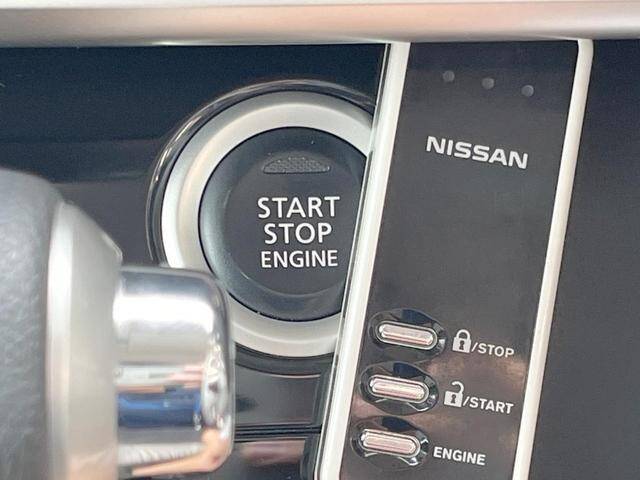 START
STOP
ENGINE
NISSAN
/STOP
/START
ENGINE